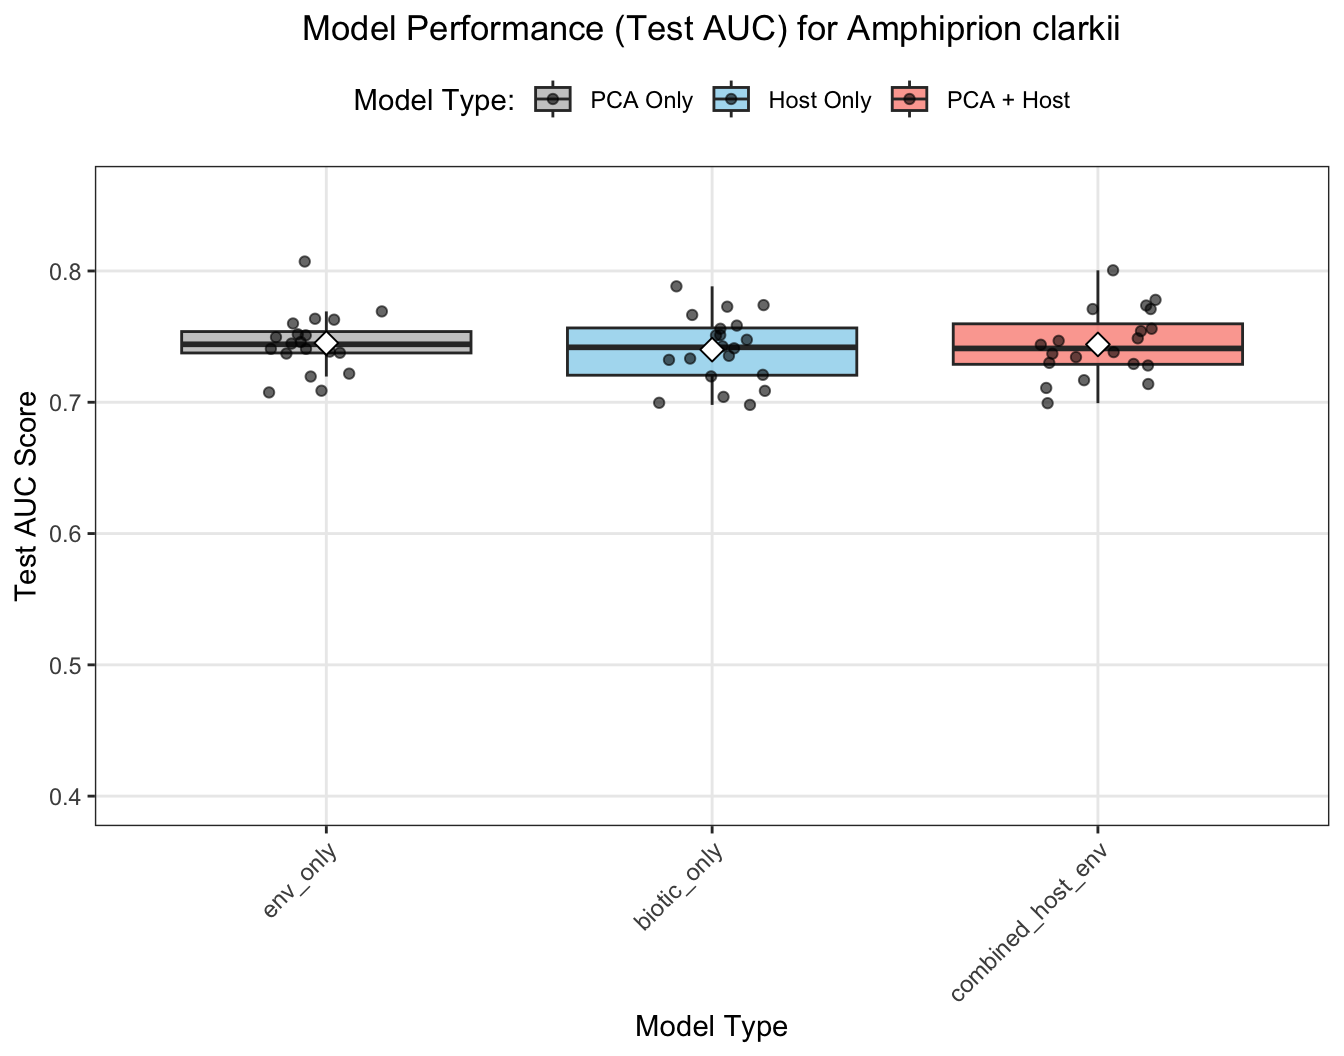 Model Performance (Test AUC) for Amphiprion clarkii
Model Type: PCA Only Host Only PCA + Host
Test AUC Score
0.8
0.7
0.6
0.5
0.4
env_only
biotic_only
combined_host_env
Model Type